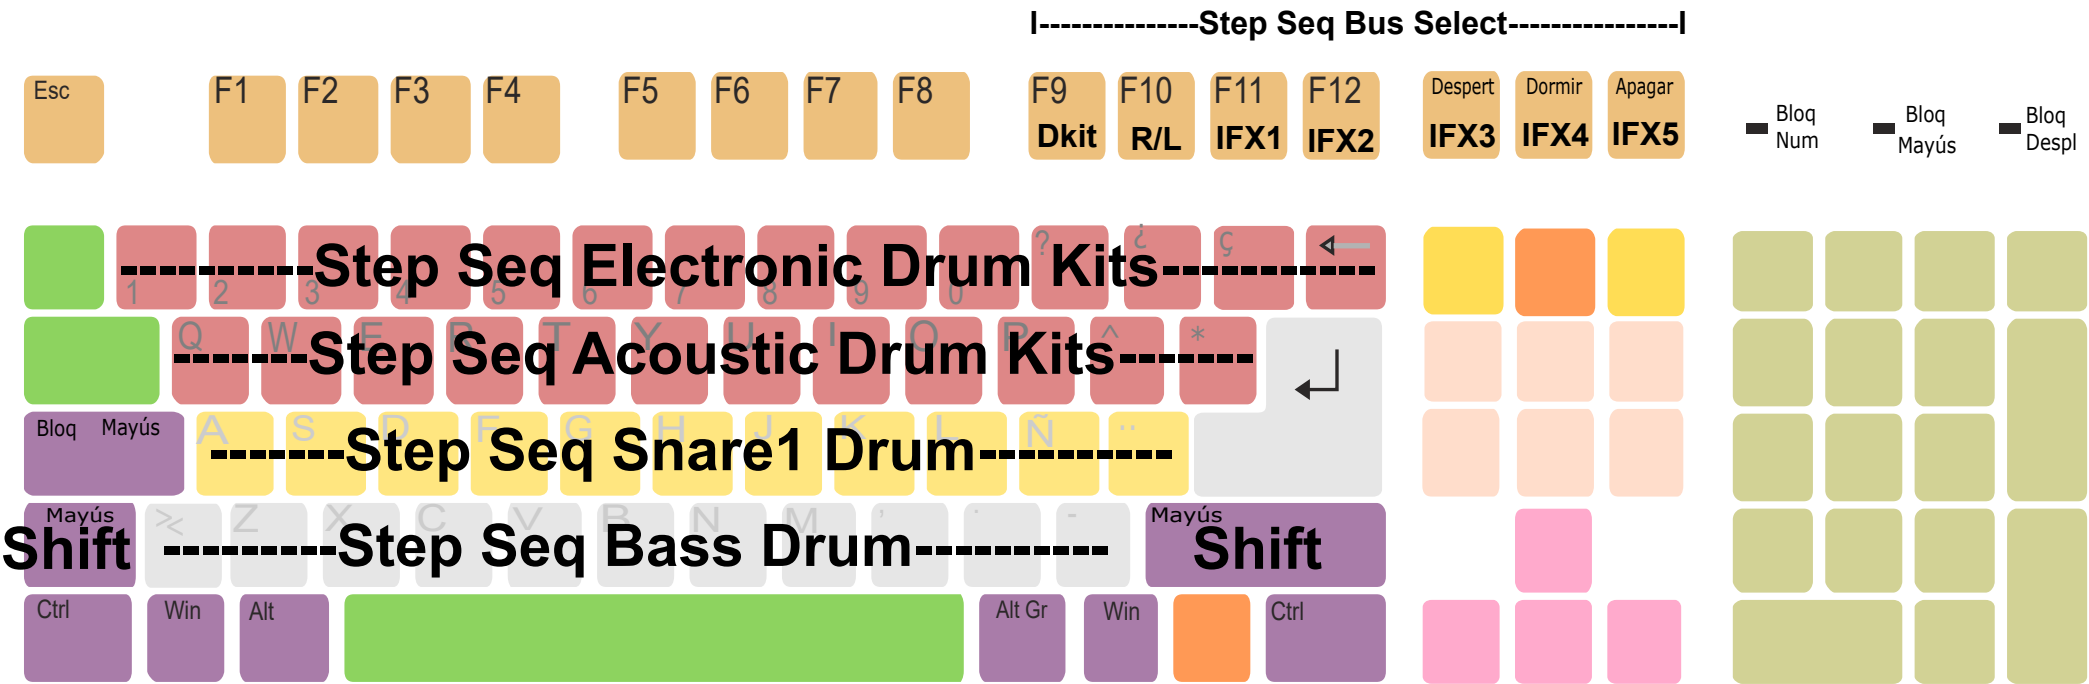 I---------------Step Seq Bus Select----------------I
Esc F1 F2 F3 F4 F5 F6 F7 F8 F9 F10 F11 F12 Despert Dormir Apagar
Dkit R/L IFX1 IFX2 IFX3 IFX4 IFX5
Bloq Num
Bloq Mayús
Bloq Despl
? ¿ ç
----------Step Seq Electronic Drum Kits-----------
1 2 3 4 5 6 7 8 9 0
Q W E R T Y U I O P ^ *
-------Step Seq Acoustic Drum Kits-------
Bloq Mayús A S D F G H J K L Ñ ¨
-------Step Seq Snare1 Drum----------
Mayús >< Z X C V B N M ' . - Mayús
Shift ---------Step Seq Bass Drum---------- Shift
Ctrl Win Alt Alt Gr Win Ctrl